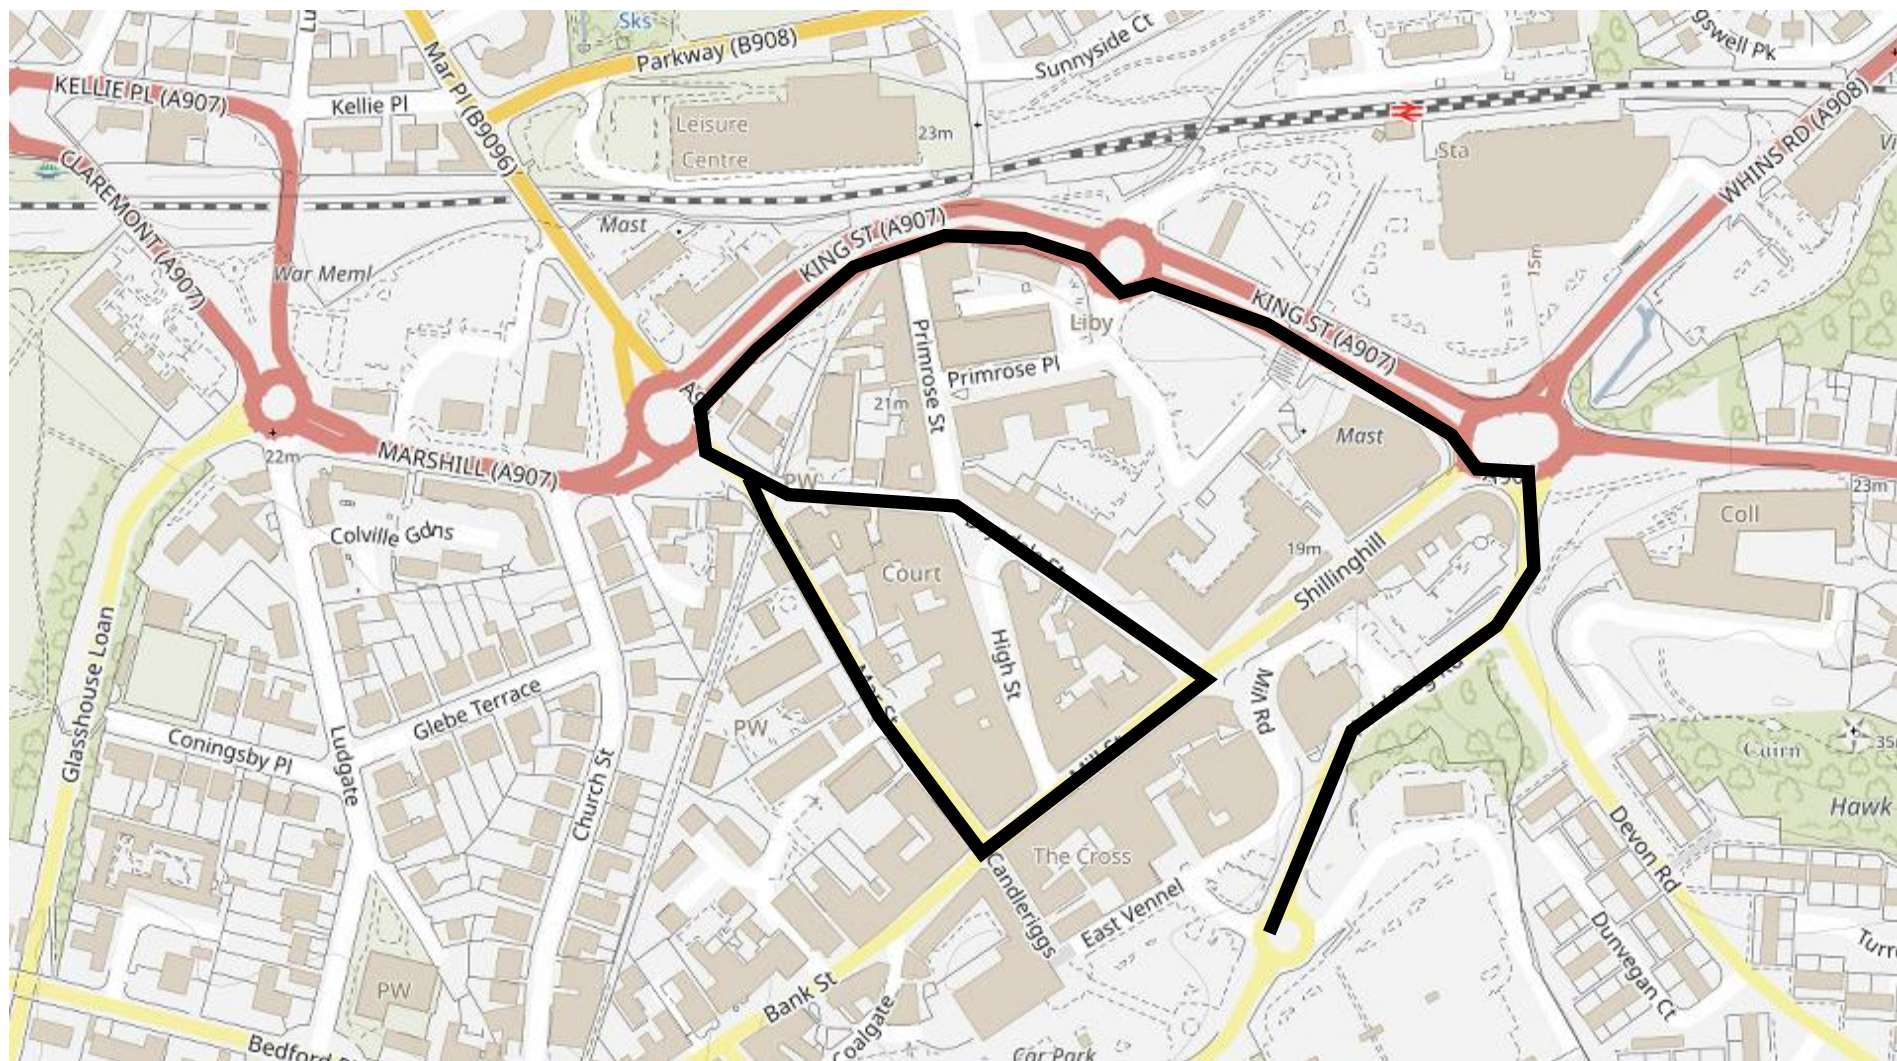 Sks
Sunnyside Ct
gswell Pk
Parkway (B908)
Mar Pl (B9096)
KELLIE PL (A907)
Kellie Pl
Leisure
Centre
23m
Sta
WHINS RD (A908)
CLAREMONT (A907)
Mast
War Meml
KING ST (A907)
15m
Liby
KING ST (A907)
Primrose St
Primrose Pl
21m
Mast
MARSHILL (A907)
22m
PW
23m
Coll
Colville Gdns
Court
19m
Shillinghill
Glasshouse Loan
High St
Glebe Terrace
Mill Rd
PW
Coningsby Pl
Ludgate
Church St
Cairn
35
Hawk
The Cross
Candleriggs
East Vennel
Devon Rd
Dunvegan Ct
PW
Bank St
Coalgate
Car Park
Bedford